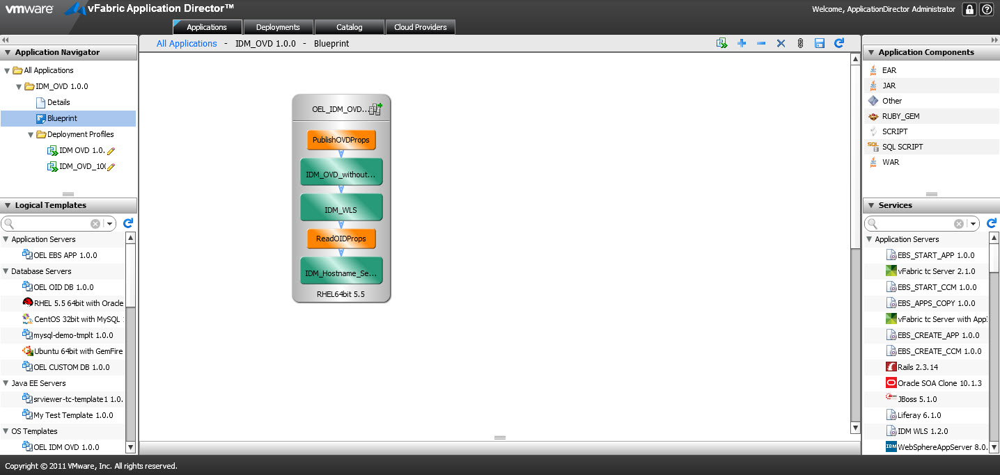 vmware
vFabric Application Director™
Welcome, ApplicationDirector Administrator
Applications
Deployments
Catalog
Cloud Providers
Application Navigator
All Applications
IDM_OVD 1.0.0
Details
Blueprint
Deployment Profiles
IDM OVD 1.0.
IDM_OVD_10(
Logical Templates
Application Servers
OEL EBS APP 1.0.0
Database Servers
OEL OID DB 1.0.0
RHEL 5.5 64bit with Oracle
CentOS 32bit with MySQL
mysql-demo-tmplt 1.0.0
Ubuntu 64bit with GemFire
OEL CUSTOM DB 1.0.0
Java EE Servers
srviewer-tc-template1 1.0.
My Test Template 1.0.0
OS Templates
OEL IDM OVD 1.0.0
All Applications - IDM_OVD 1.0.0 - Blueprint
OEL_IDM_OVD...
PublishOVDProps
IDM_OVD_without...
IDM_WLS
ReadOIDProps
IDM_Hostname_Se...
RHEL64bit 5.5
Application Components
EAR
JAR
Other
RUBY_GEM
SCRIPT
SQL SCRIPT
WAR
Services
Application Servers
EBS_START_APP 1.0.0
vFabric tc Server 2.1.0
EBS_START_CCM 1.0.0
EBS_APPS_COPY 1.0.0
vFabric tc Server with App
EBS_CREATE_APP 1.0.0
EBS_CREATE_CCM 1.0.0
Rails 2.3.14
Oracle SOA Clone 10.1.3
JBoss 5.1.0
Liferay 6.1.0
IDM WLS 1.2.0
IBM WebSphereAppServer 8.0.
Copyright © 2011 VMware, Inc. All rights reserved.